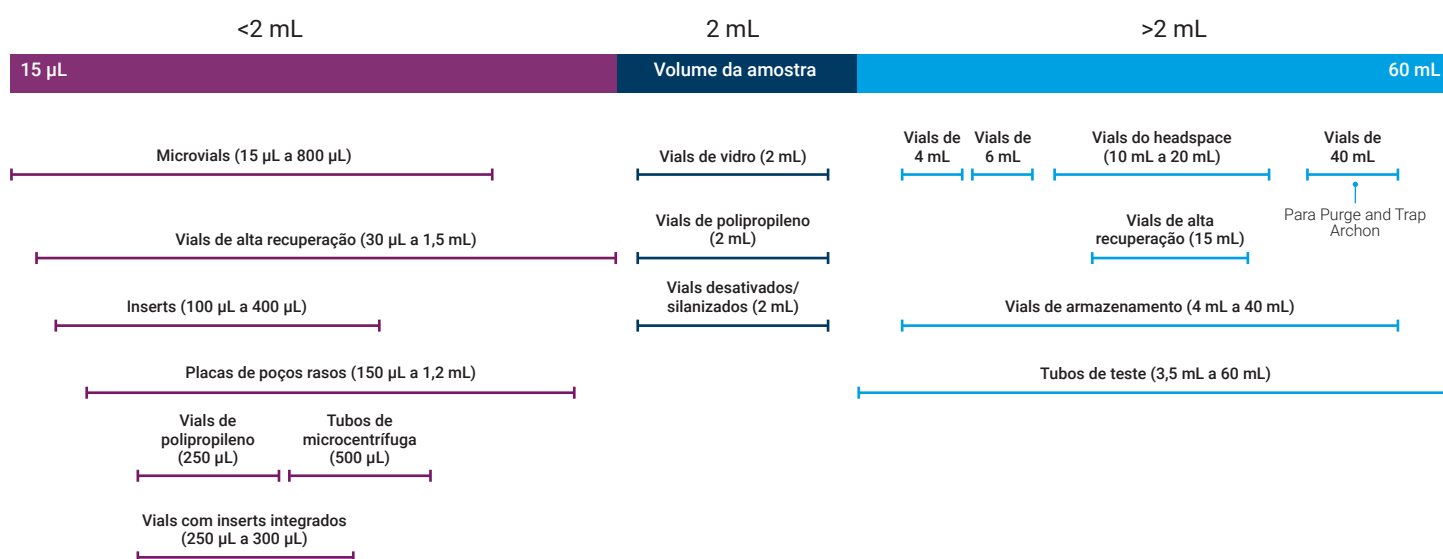 <2 mL
2 mL
>2 mL
15 µL
Volume da amostra
60 mL
Microvials (15 µL a 800 µL)
Vials de alta recuperação (30 µL a 1,5 mL)
Inserts (100 µL a 400 µL)
Placas de poços rasos (150 µL a 1,2 mL)
Vials de
polipropileno
(250 µL)
Tubos de
microcentrífuga
(500 µL)
Vials com inserts integrados
(250 µL a 300 µL)
Vials de vidro (2 mL)
Vials de polipropileno
(2 mL)
Vials desativados/
silanizados (2 mL)
Vials de
4 mL
Vials de
6 mL
Vials do headspace
(10 mL a 20 mL)
Vials de
40 mL
Para Purge and Trap
Archon
Vials de alta
recuperação (15 mL)
Vials de armazenamento (4 mL a 40 mL)
Tubos de teste (3,5 mL a 60 mL)